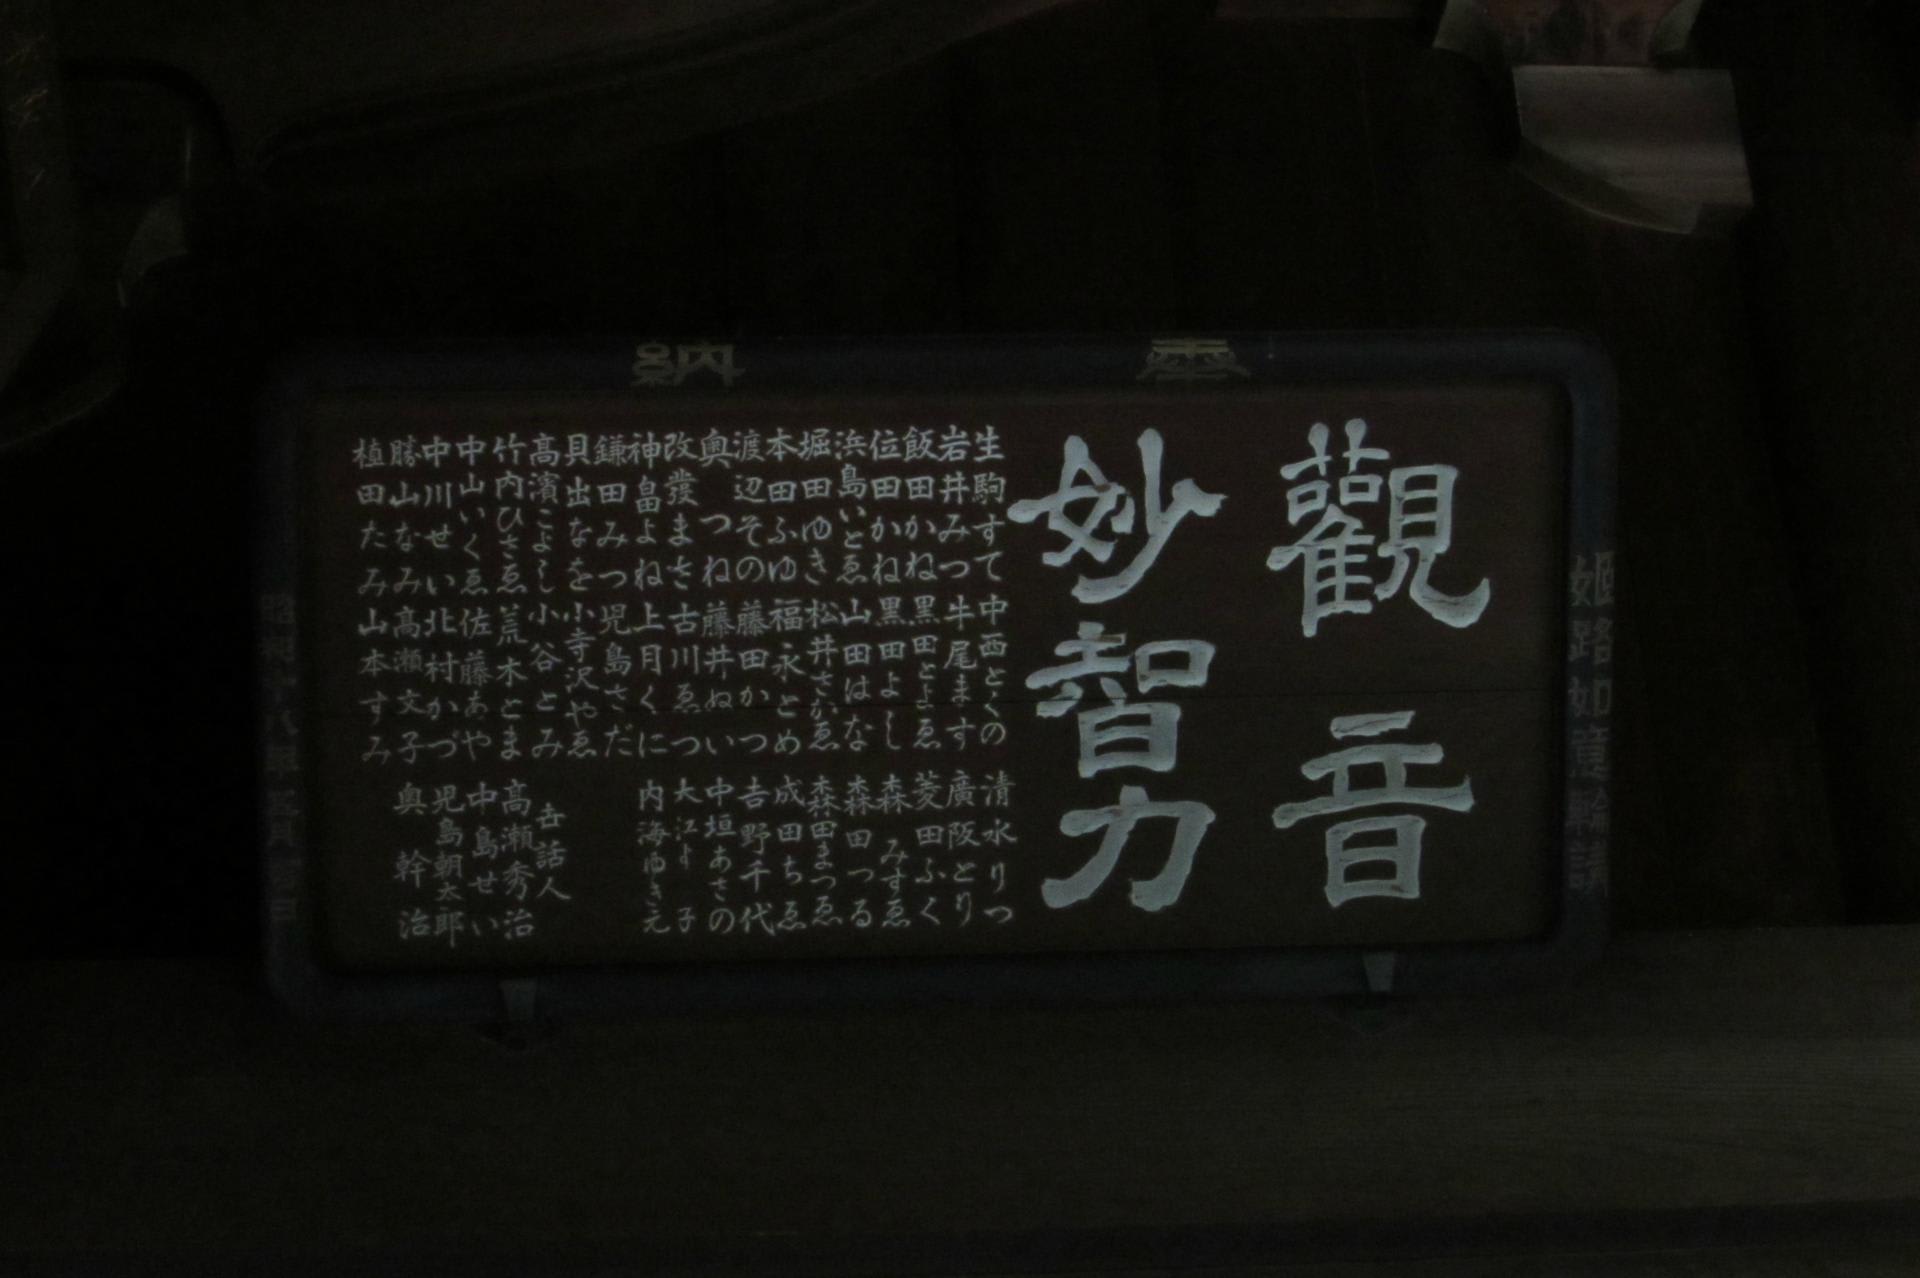 奉納
姫路如意輪講
觀音
妙智力
生駒すて
岩井みつ
飯田かね
位田かね
浜島いとゑ
堀田ゆき
本田ふゆ
渡辺その
奥つね
改發まさ
神畠よね
鎌田みつ
貝出なを
高濱こよし
竹内ひさゑ
中山いくゑ
中川せい
勝山なみ
植田たみ
中西とくの
牛尾ます
黒田とよゑ
黒田よし
山田はな
松井さかゑ
福永とめ
藤田かつ
藤井ぬい
古川ゑつ
上月くに
児島さだ
小寺沢やゑ
小谷とみ
荒木とま
佐藤あや
北村かづ
高瀬文子
山本すみ
清水りつ
廣阪とり
菱田ふく
森みすゑ
森田つる
森田まつゑ
成田ちゑ
吉野千代
中垣あさの
大江よ子
内海ゆきえ
世話人
高瀬秀治
中島せい
児島朝太郎
奥幹治